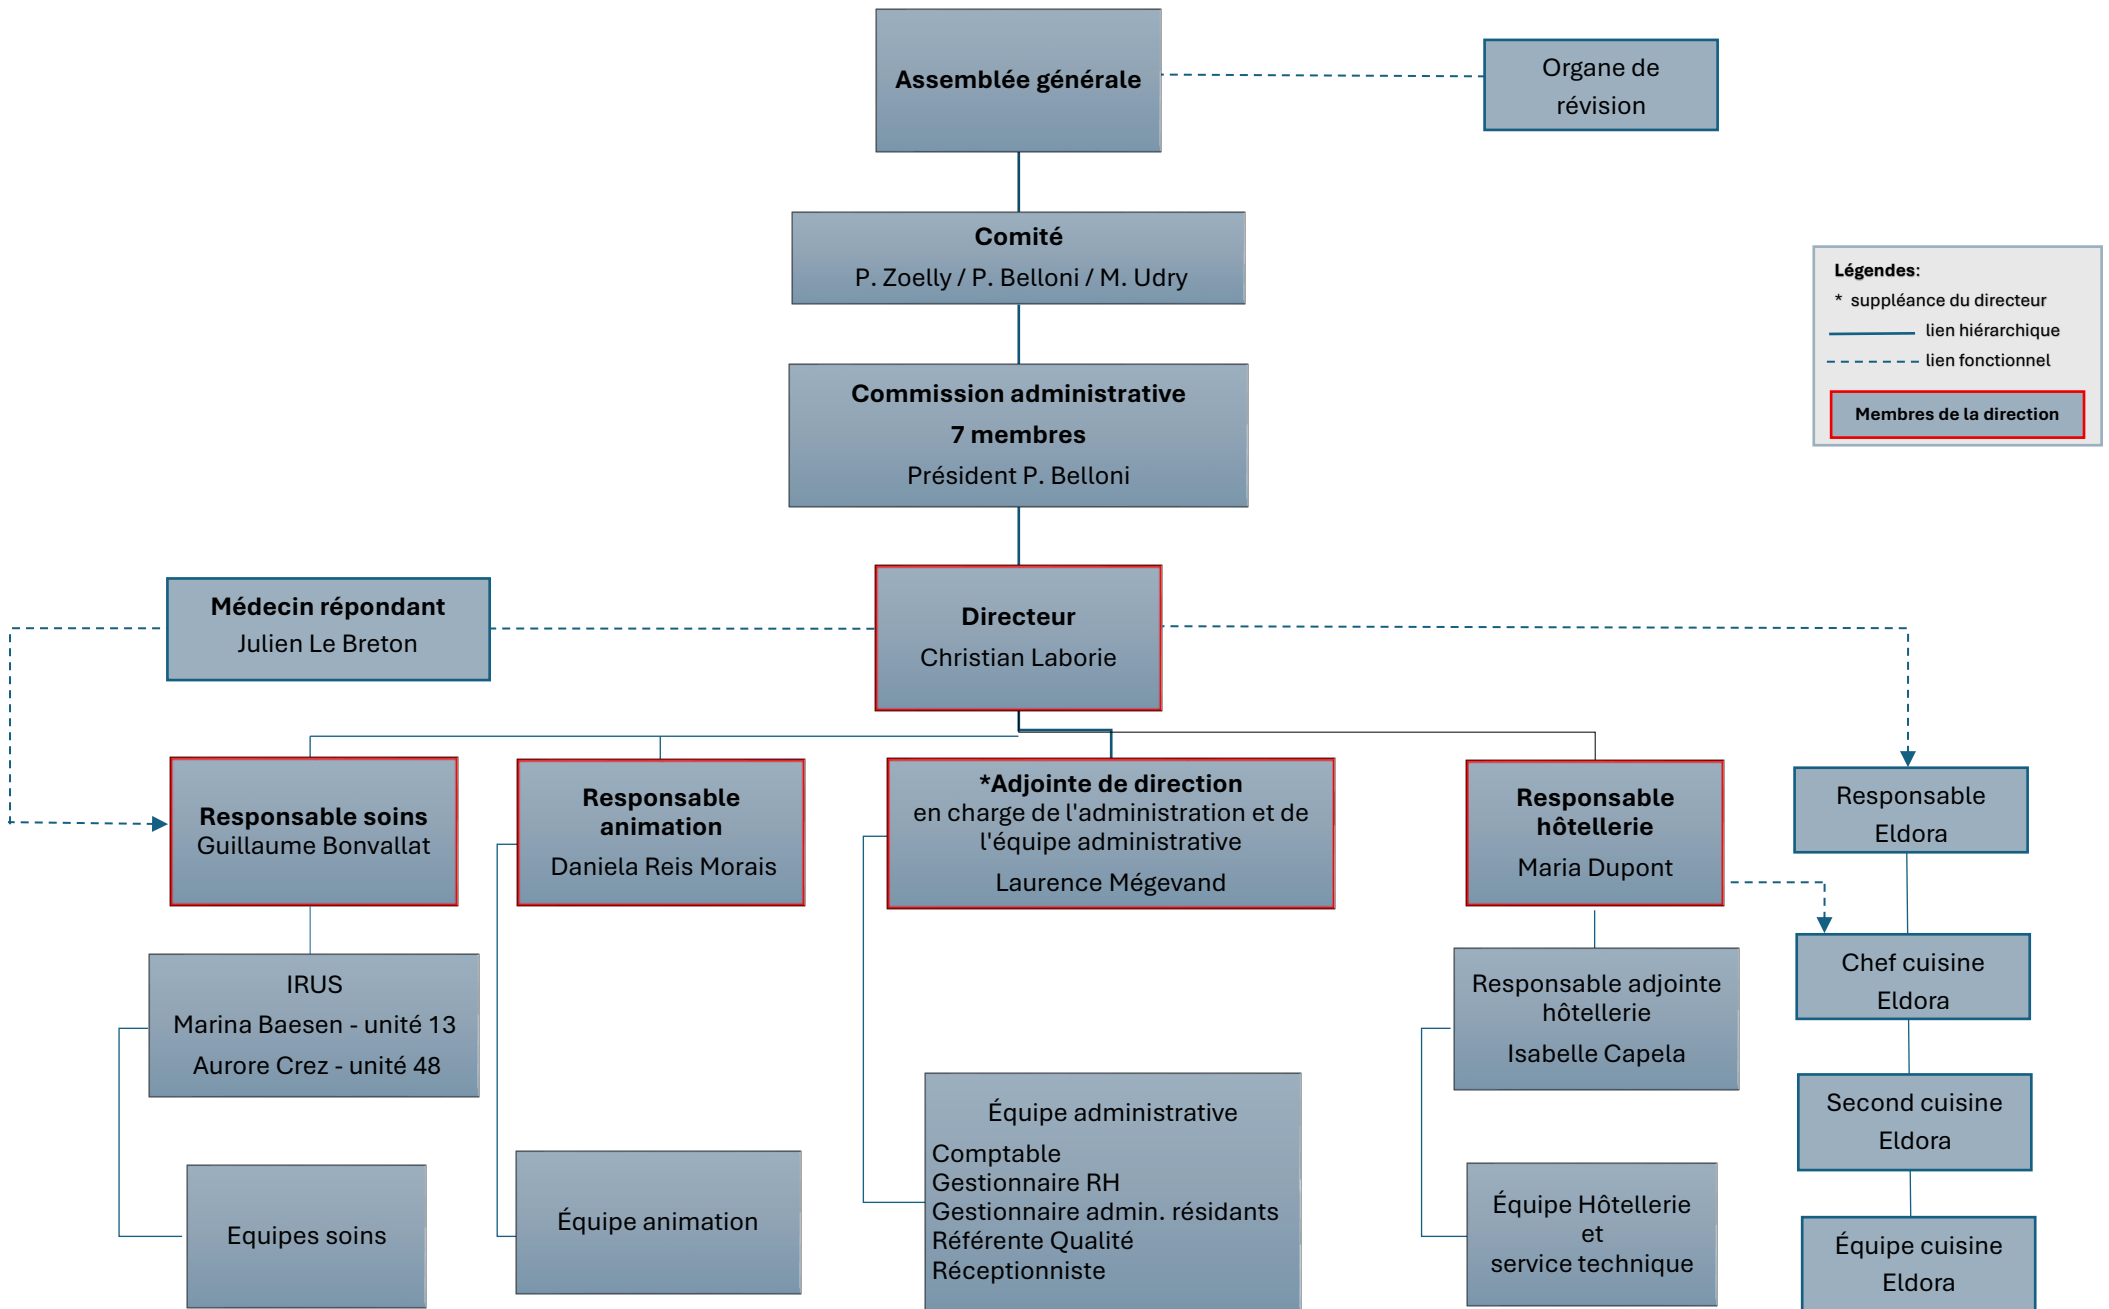 Assemblée générale
Organe de
révision
Comité
P. Zoelly / P. Belloni / M. Udry
Légendes:
* suppléance du directeur
lien hiérarchique
lien fonctionnel
Membres de la direction
Commission administrative
7 membres
Président P. Belloni
Médecin répondant
Julien Le Breton
Directeur
Christian Laborie
Responsable soins
Guillaume Bonvallat
Responsable
animation
Daniela Reis Morais
*Adjointe de direction
en charge de l'administration et de
l'équipe administrative
Laurence Mégevand
Responsable
hôtellerie
Maria Dupont
Responsable
Eldora
IRUS
Marina Baesen - unité 13
Aurore Crez - unité 48
Responsable adjointe
hôtellerie
Isabelle Capela
Chef cuisine
Eldora
Second cuisine
Eldora
Equipes soins
Équipe animation
Équipe administrative
Comptable
Gestionnaire RH
Gestionnaire admin. résidants
Référente Qualité
Réceptionniste
Équipe Hôtellerie
et
service technique
Équipe cuisine
Eldora